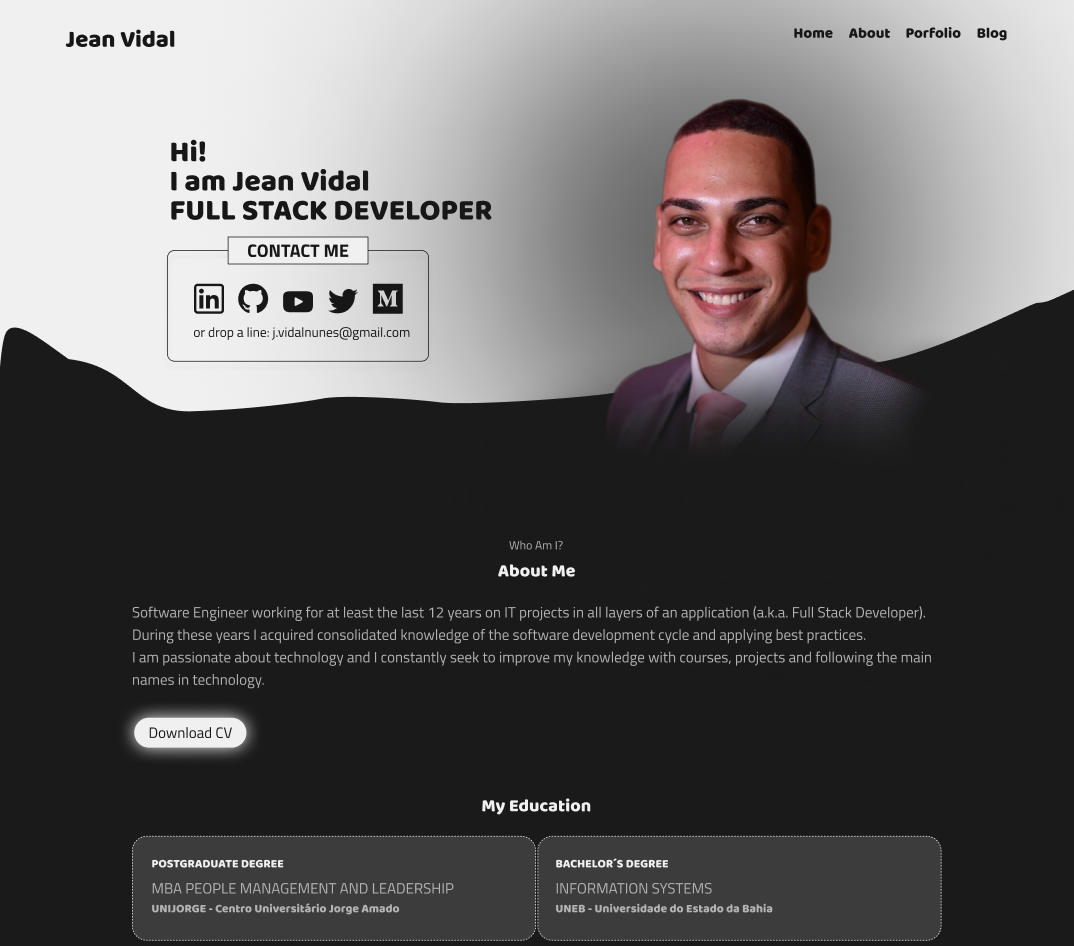 Jean Vidal
Home About Porfolio Blog
Hi!
I am Jean Vidal
FULL STACK DEVELOPER
CONTACT ME
in M
or drop a line: j.vidalnunes@gmail.com
Who Am I?
About Me
Software Engineer working for at least the last 12 years on IT projects in all layers of an application (a.k.a. Full Stack Developer).
During these years I acquired consolidated knowledge of the software development cycle and applying best practices.
I am passionate about technology and I constantly seek to improve my knowledge with courses, projects and following the main
names in technology.
Download CV
My Education
POSTGRADUATE DEGREE
MBA PEOPLE MANAGEMENT AND LEADERSHIP
UNIJORGE - Centro Universitário Jorge Amado
BACHELOR´S DEGREE
INFORMATION SYSTEMS
UNEB - Universidade do Estado da Bahia